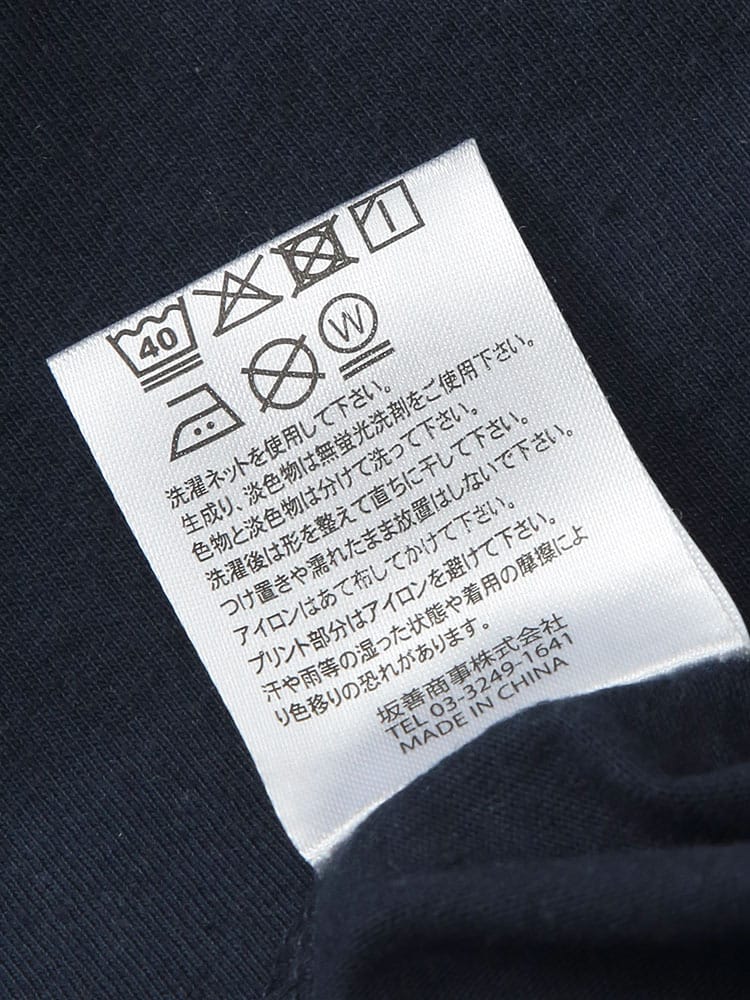 40
W
洗濯ネットを使用して下さい。
生成り、淡色物は無蛍光洗剤をご使用下さい。
色物と淡色物は分けて洗って下さい。
洗濯後は形を整えて直ちに干して下さい。
つけ置きや濡れたまま放置はしないで下さい。
アイロンはあて布してかけて下さい。
プリント部分はアイロンを避けて下さい。
汗や雨等の湿った状態や着用の摩擦によ
り色移りの恐れがあります。
坂善商事株式会社
TEL 03-3249-1641
MADE IN CHINA